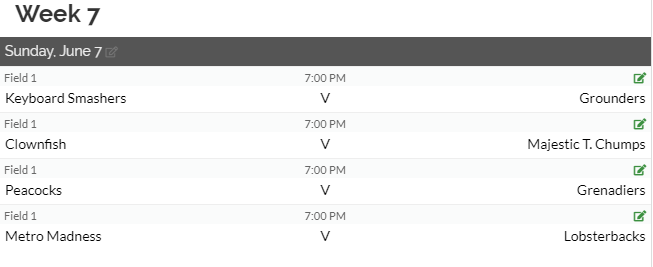 Week 7
Sunday, June 7
Field 1 7:00 PM
Keyboard Smashers V Grounders
Field 1 7:00 PM
Clownfish V Majestic T. Chumps
Field 1 7:00 PM
Peacocks V Grenadiers
Field 1 7:00 PM
Metro Madness V Lobsterbacks